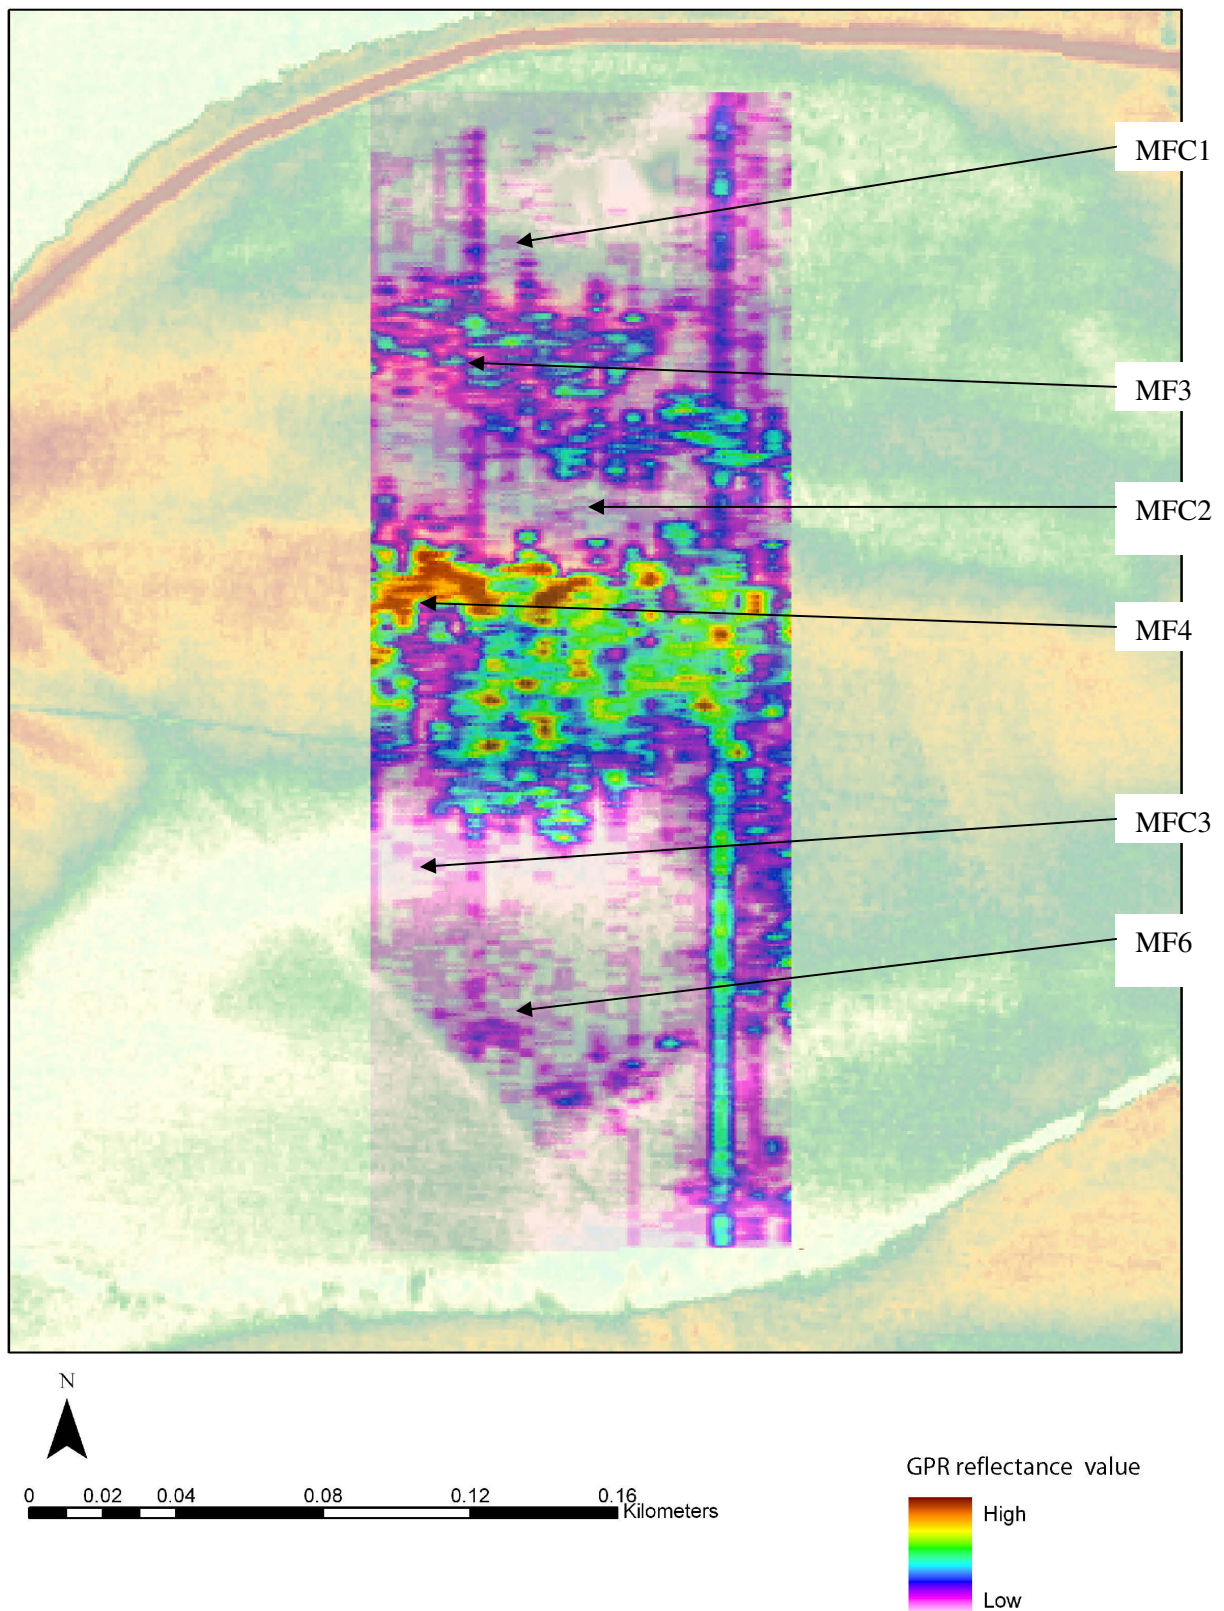 MFC1
MF3
MFC2
MF4
MFC3
MF6
N
0 0.02 0.04 0.08 0.12 0.16
Kilometers
GPR reflectance value
High
Low